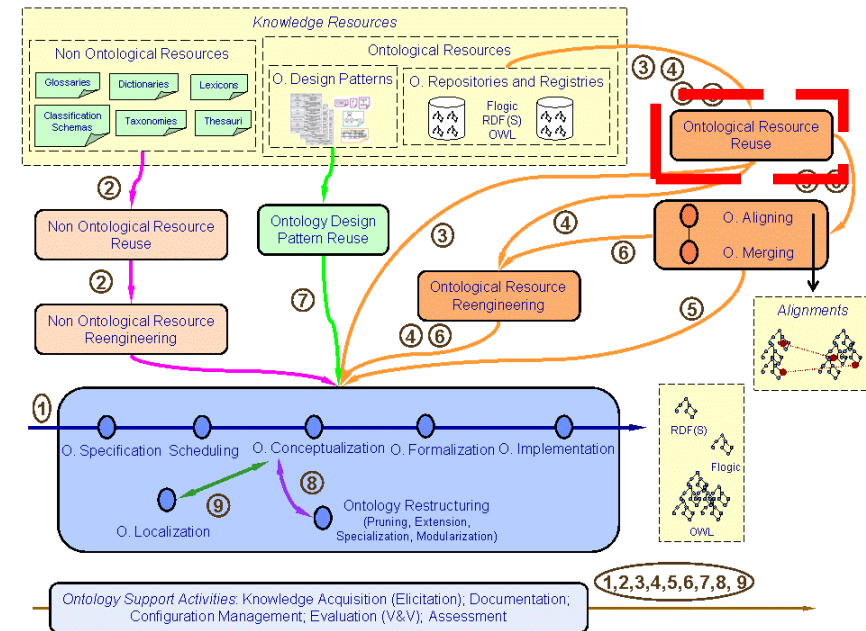 Knowledge Resources
Non Ontological Resources
Glossaries
Dictionaries
Lexicons
Classification
Schemas
Taxonomies
Thesauri
Ontological Resources
O. Design Patterns
O. Repositories and Registries
Flogic
RDF(S)
OWL
3 4
Ontological Resource
Reuse
2
Non Ontological Resource
Reuse
2
Non Ontological Resource
Reengineering
Ontology Design
Pattern Reuse
7
3
4
6
O. Aligning
O. Merging
Ontological Resource
Reengineering
4 6
5
Alignments
1
O. Specification
Scheduling
O. Conceptualization
O. Formalization
O. Implementation
9
8
O. Localization
Ontology Restructuring
(Pruning, Extension,
Specialization, Modularization)
RDF(S)
Flogic
OWL
1,2,3,4,5,6,7,8, 9
Ontology Support Activities: Knowledge Acquisition (Elicitation); Documentation;
Configuration Management; Evaluation (V&V); Assessment